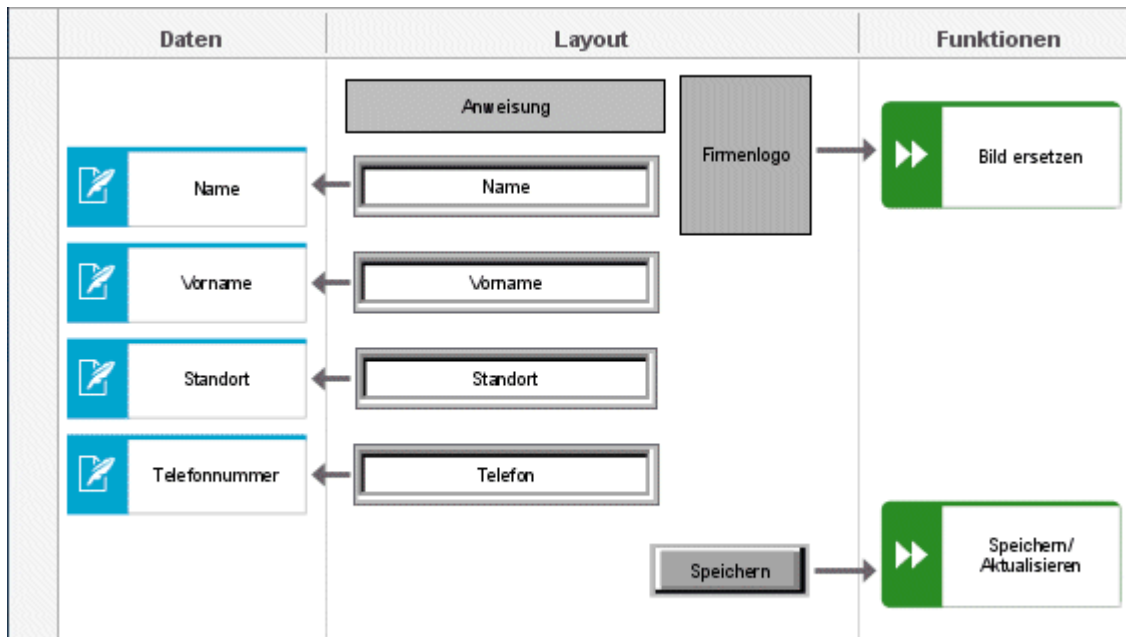 Daten
Layout
Funktionen
Anweisung
Firmenlogo
Bild ersetzen
Name
Name
Vorname
Vorname
Standort
Standort
Telefonnummer
Telefon
Speichern
Speichern/
Aktualisieren